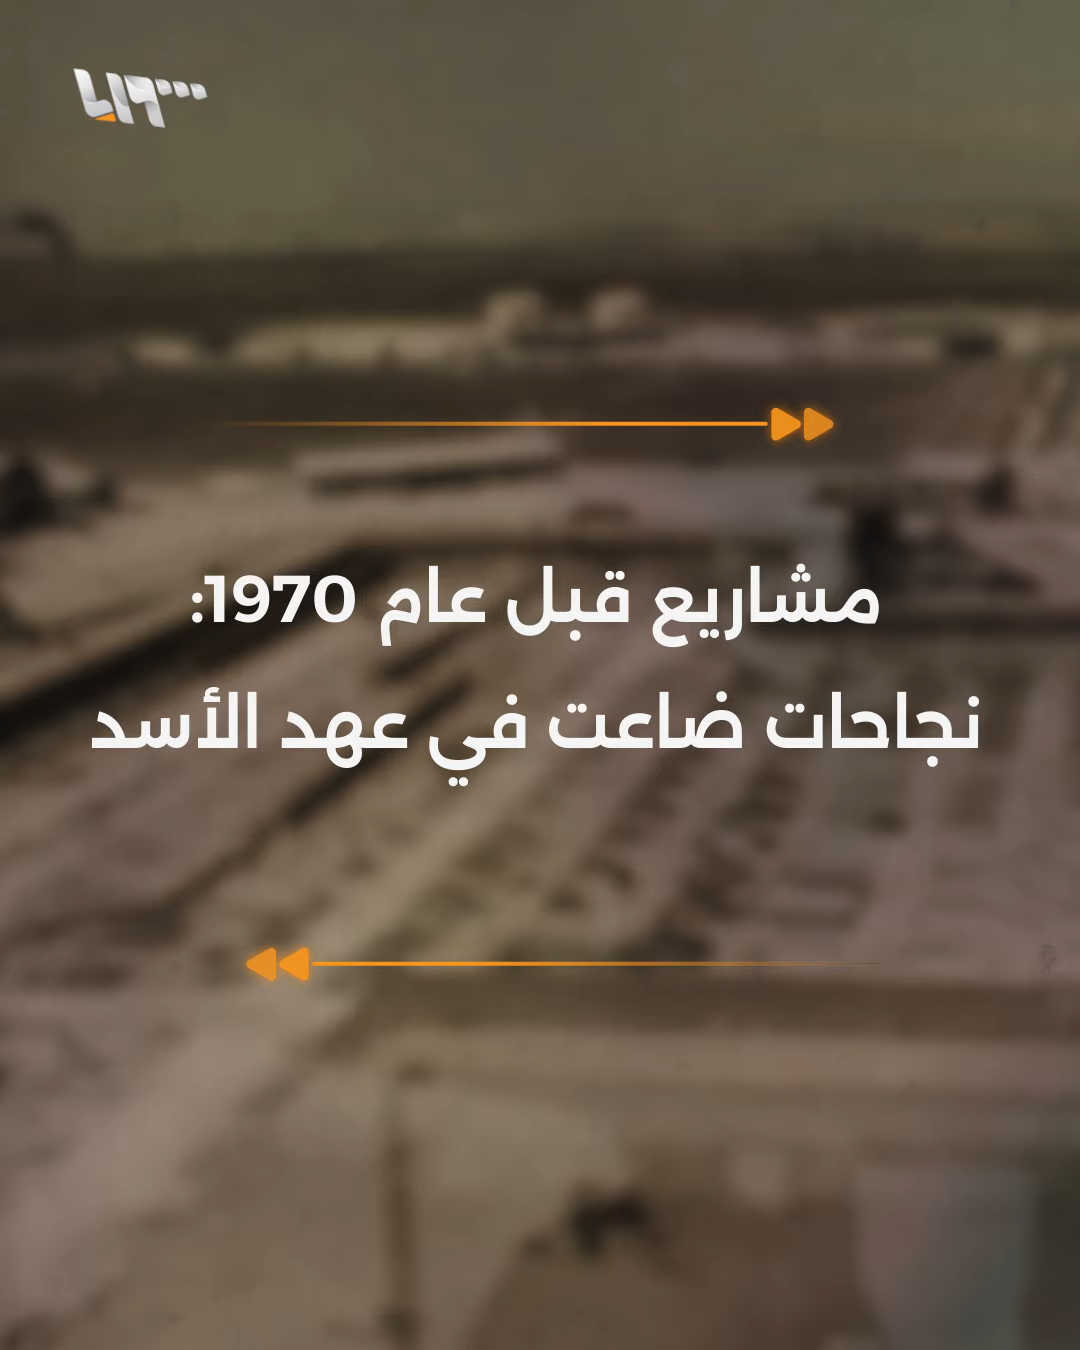 مشاريع قبل عام 1970:
نجاحات ضاعت في عهد الأسد